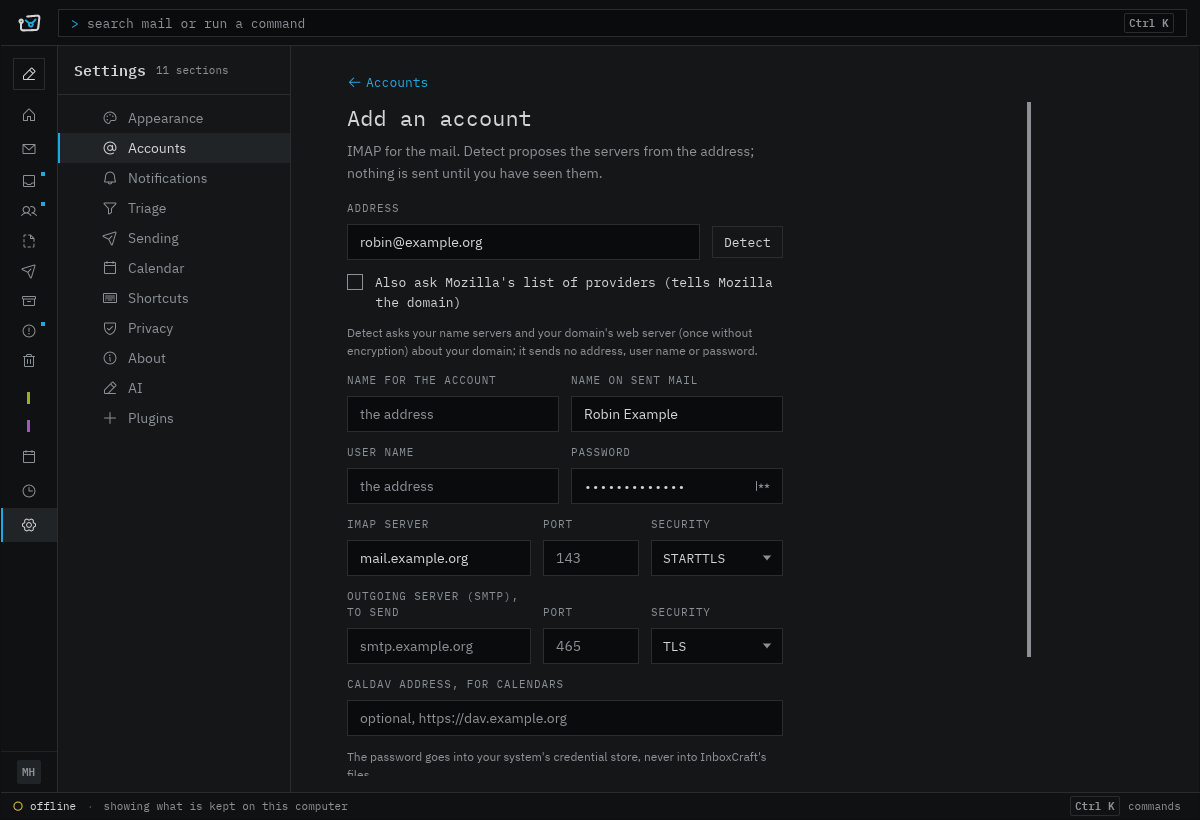 > search mail or run a command
Ctrl K
Settings 11 sections
Appearance
Accounts
Notifications
Triage
Sending
Calendar
Shortcuts
Privacy
About
AI
Plugins
MH
← Accounts
Add an account
IMAP for the mail. Detect proposes the servers from the address;
nothing is sent until you have seen them.
ADDRESS
robin@example.org
Detect
Also ask Mozilla's list of providers (tells Mozilla
the domain)
Detect asks your name servers and your domain's web server (once without
encryption) about your domain; it sends no address, user name or password.
NAME FOR THE ACCOUNT NAME ON SENT MAIL
the address Robin Example
USER NAME PASSWORD
the address ••••••••••••• |**
IMAP SERVER PORT SECURITY
mail.example.org 143 STARTTLS
OUTGOING SERVER (SMTP),
TO SEND PORT SECURITY
smtp.example.org 465 TLS
CALDAV ADDRESS, FOR CALENDARS
optional, https://dav.example.org
The password goes into your system's credential store, never into InboxCraft's
files.
offline · showing what is kept on this computer
Ctrl K commands